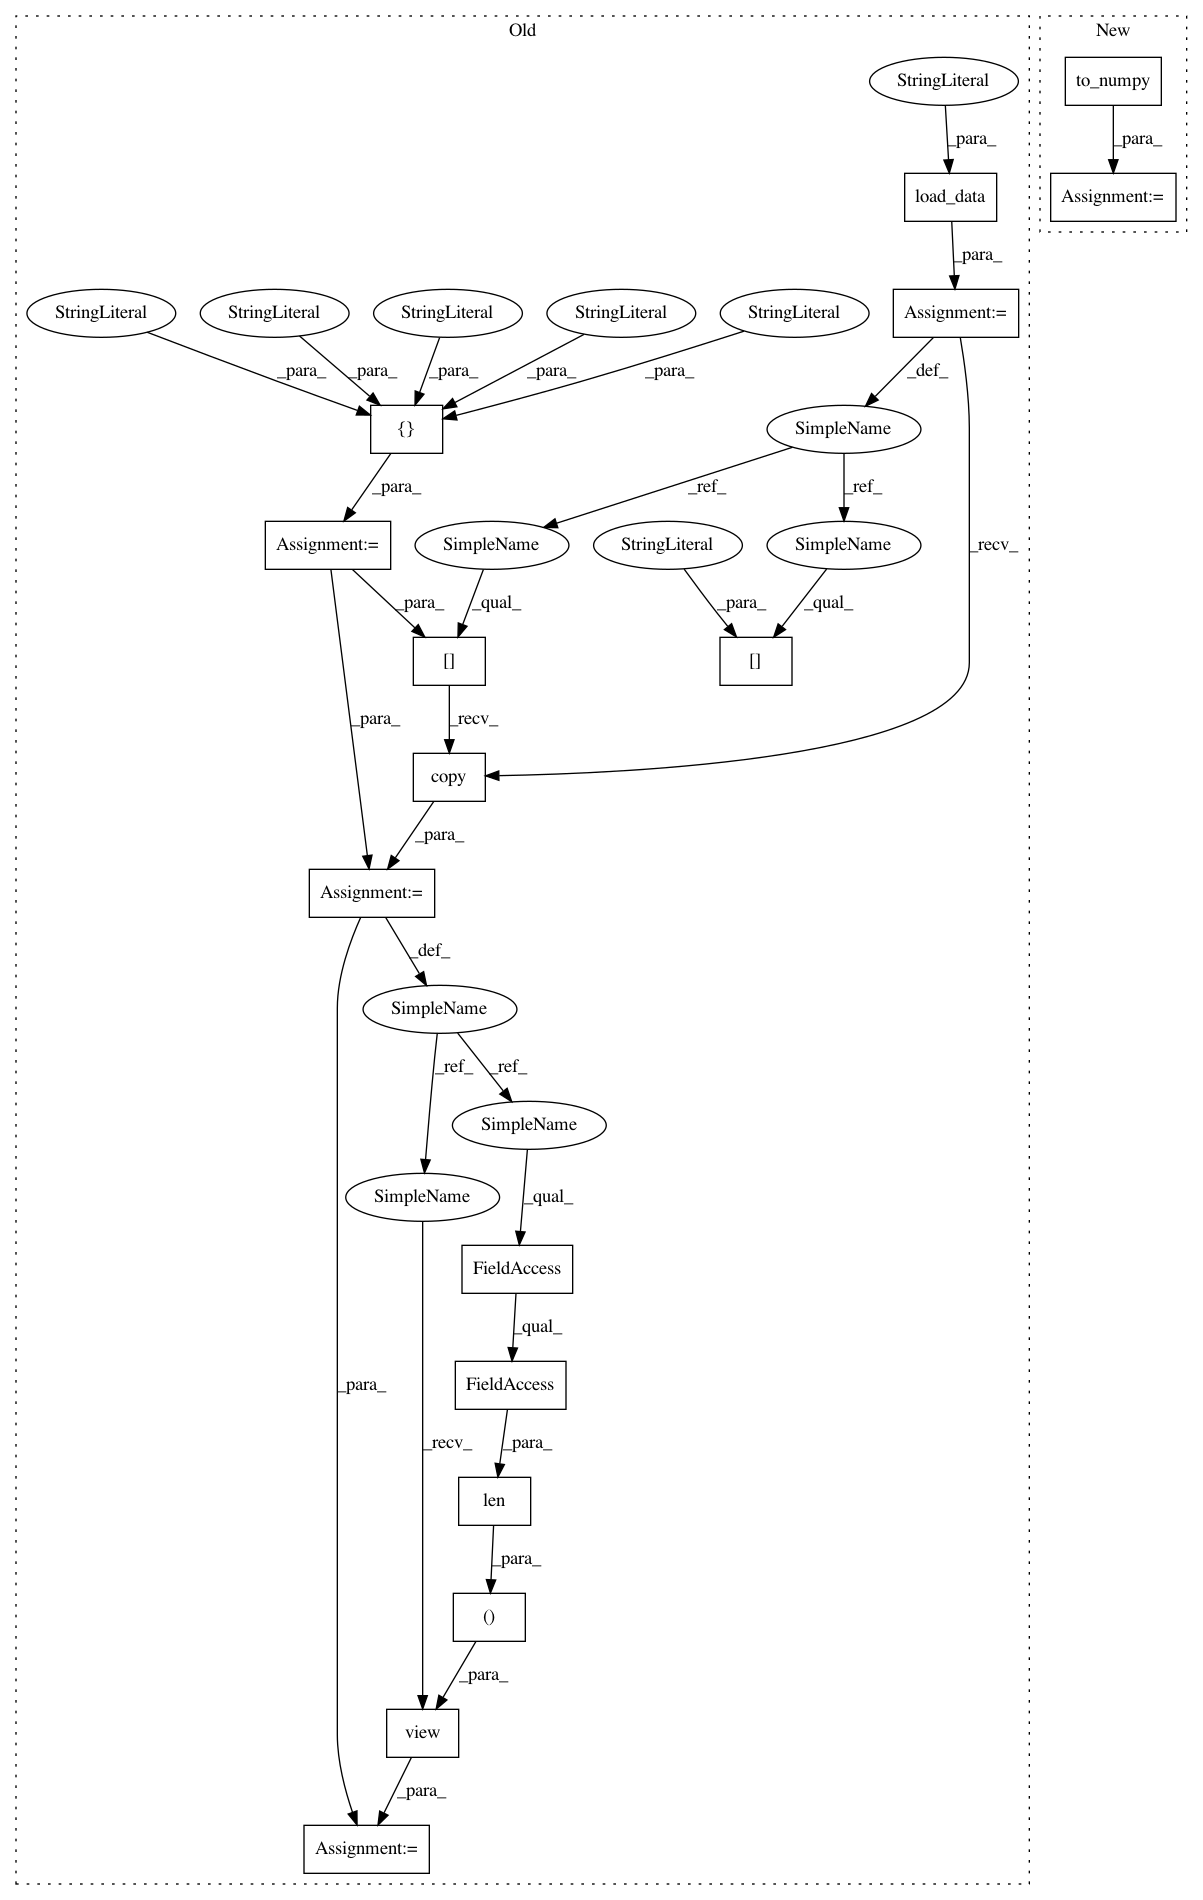 Old
New
StringLiteral
to_numpy
_para_
_para_
load_data
Assignment:=
_para_
StringLiteral
StringLiteral
StringLiteral
StringLiteral
StringLiteral
Assignment:=
_para_
_para_
_para_
_para_
_para_
_def_
{}
SimpleName
_para_
_ref_
_ref_
Assignment:=
SimpleName
StringLiteral
SimpleName
_recv_
_para_
_qual_
_para_
_qual_
[]
[]
_para_
_recv_
copy
_para_
Assignment:=
_def_
SimpleName
_ref_
_ref_
SimpleName
SimpleName
_qual_
FieldAccess
_qual_
_para_
FieldAccess
_recv_
_para_
len
_para_
()
_para_
view
_para_
Assignment:=